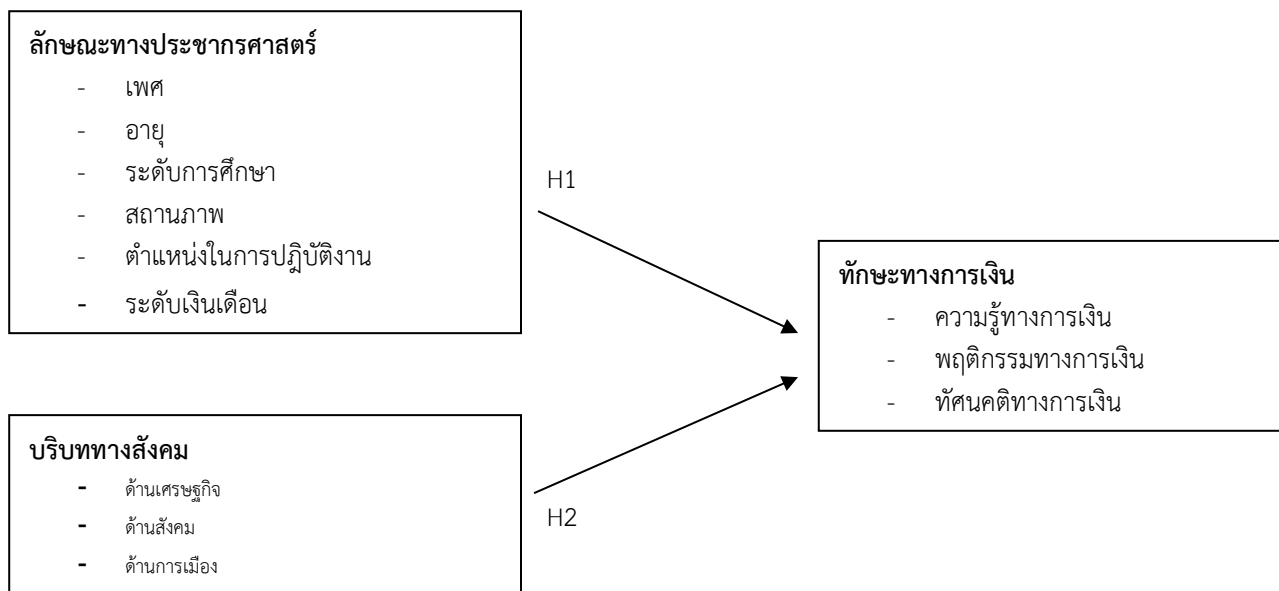 ลักษณะทางประชากรศาสตร์
- เพศ
- อายุ
- ระดับการศึกษา
- สถานภาพ
- ตำแหน่งในการปฏิบัติงาน
- ระดับเงินเดือน
H1
ทักษะทางการเงิน
- ความรู้ทางการเงิน
- พฤติกรรมทางการเงิน
- ทัศนคติทางการเงิน
บริบททางสังคม
- ด้านเศรษฐกิจ
- ด้านสังคม
- ด้านการเมือง
H2